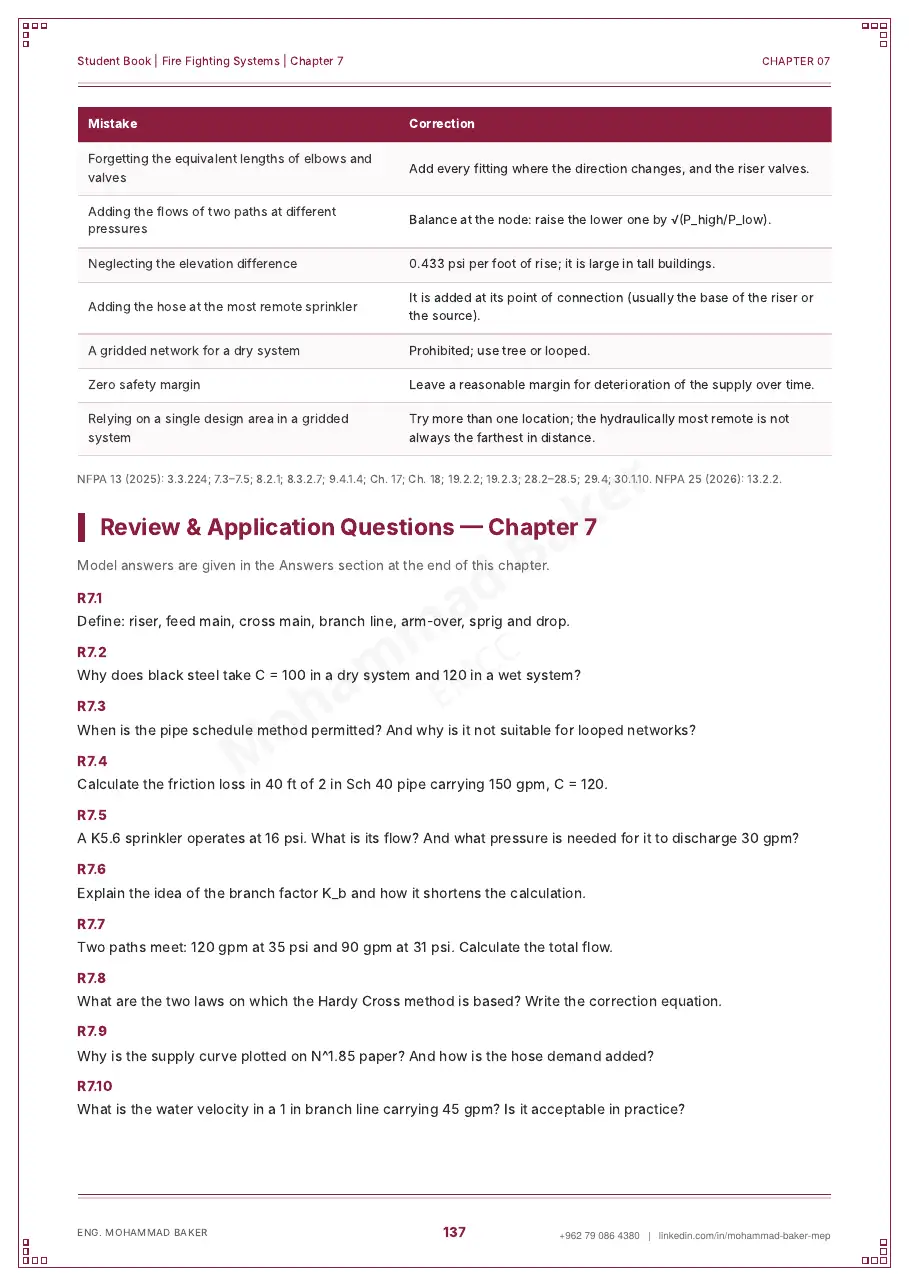 Student Book | Fire Fighting Systems | Chapter 7
CHAPTER 07
Mistake
Correction
Forgetting the equivalent lengths of elbows and
valves
Add every fitting where the direction changes, and the riser valves.
Adding the flows of two paths at different
pressures
Balance at the node: raise the lower one by √(P_high/P_low).
Neglecting the elevation difference
0.433 psi per foot of rise; it is large in tall buildings.
Adding the hose at the most remote sprinkler
It is added at its point of connection (usually the base of the riser or
the source).
A gridded network for a dry system
Prohibited; use tree or looped.
Zero safety margin
Leave a reasonable margin for deterioration of the supply over time.
Relying on a single design area in a gridded
system
Try more than one location; the hydraulically most remote is not
always the farthest in distance.
NFPA 13 (2025): 3.3.224; 7.3–7.5; 8.2.1; 8.3.2.7; 9.4.1.4; Ch. 17; Ch. 18; 19.2.2; 19.2.3; 28.2–28.5; 29.4; 30.1.10. NFPA 25 (2026): 13.2.2.
Review & Application Questions — Chapter 7
Model answers are given in the Answers section at the end of this chapter.
R7.1
Define: riser, feed main, cross main, branch line, arm-over, sprig and drop.
R7.2
Why does black steel take C = 100 in a dry system and 120 in a wet system?
R7.3
When is the pipe schedule method permitted? And why is it not suitable for looped networks?
R7.4
Calculate the friction loss in 40 ft of 2 in Sch 40 pipe carrying 150 gpm, C = 120.
R7.5
A K5.6 sprinkler operates at 16 psi. What is its flow? And what pressure is needed for it to discharge 30 gpm?
R7.6
Explain the idea of the branch factor K_b and how it shortens the calculation.
R7.7
Two paths meet: 120 gpm at 35 psi and 90 gpm at 31 psi. Calculate the total flow.
R7.8
What are the two laws on which the Hardy Cross method is based? Write the correction equation.
R7.9
Why is the supply curve plotted on N^1.85 paper? And how is the hose demand added?
R7.10
What is the water velocity in a 1 in branch line carrying 45 gpm? Is it acceptable in practice?
Mohammad Baker
ENG. MOHAMMAD BAKER
137
+962 79 086 4380 | linkedin.com/in/mohammad-baker-mep